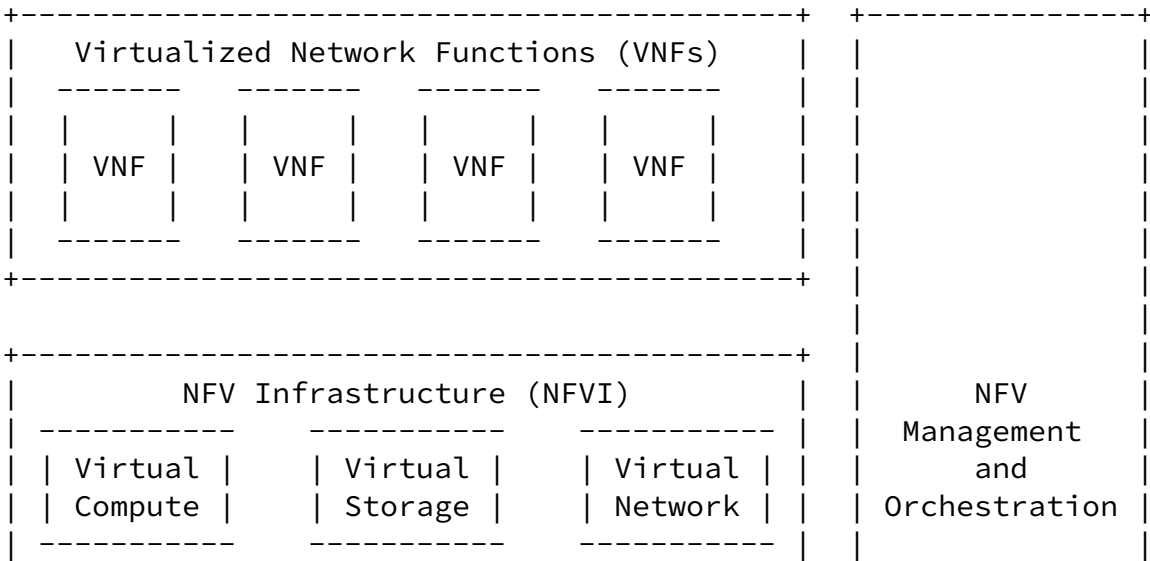 Virtualized Network Functions (VNFs)
VNF VNF VNF VNF
NFV Infrastructure (NFVI)
Virtual Virtual Virtual
Compute Storage Network
NFV
Management
and
Orchestration